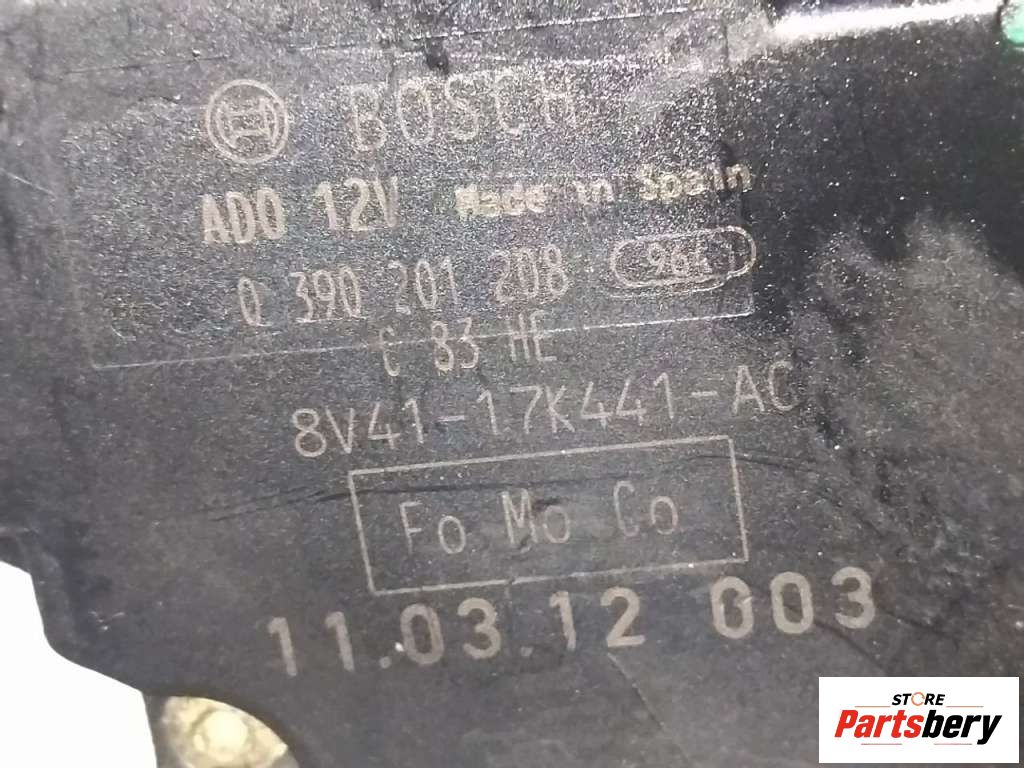 BOSCH
AD0 12V Made in Spain
0 390 201 208 964
C 83 HE
8V41-17K441-AC
Fo Mo Co
11.03.12 003
STORE
Partsbery